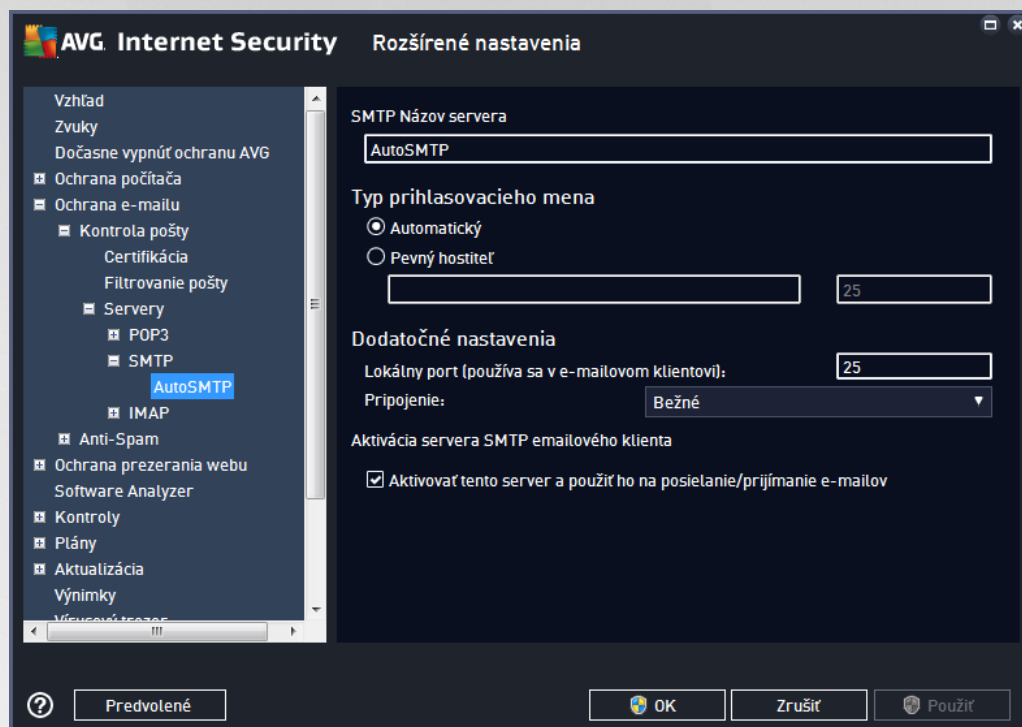 AVG. Internet Security Rozšírené nastavenia
Vzhľad
Zvuky
Dočasne vypnúť ochranu AVG
Ochrana počítača
Ochrana e-mailu
Kontrola pošty
Certifikácia
Filtrovanie pošty
Servery
POP3
SMTP
AutoSMTP
IMAP
Anti-Spam
Ochrana prezerania webu
Software Analyzer
Kontroly
Plány
Aktualizácia
Výnimky
Vírusový trezor
SMTP Názov servera
AutoSMTP
Typ prihlasovacieho mena
Automatický
Pevný hostiteľ
25
Dodatočné nastavenia
Lokálny port (používa sa v e-mailovom klientovi): 25
Pripojenie: Bežné
Aktivácia servera SMTP emailového klienta
Aktivovať tento server a použiť ho na posielanie/prijímanie e-mailov
? Predvolené OK Zrušiť Použiť